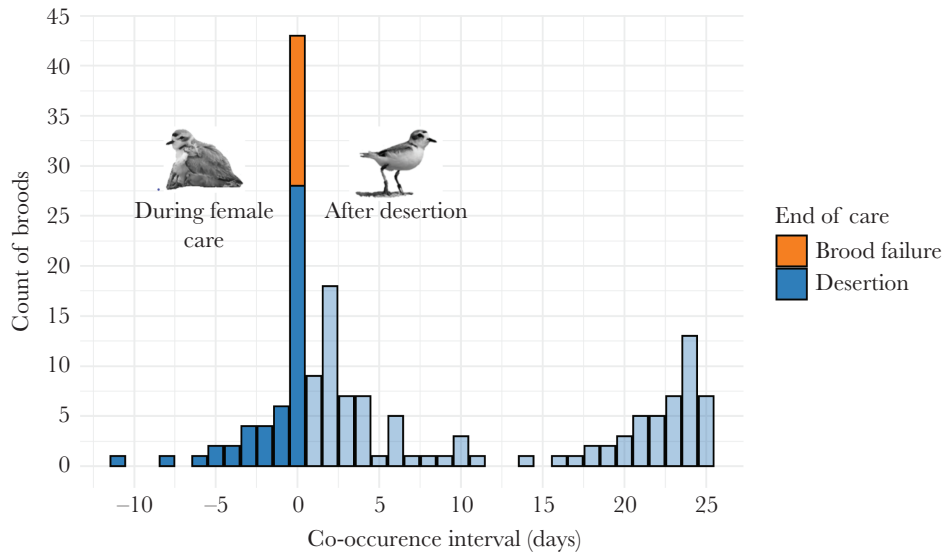 45
40
35
30
25
20
15
10
5
0
Count of broods
During female
care
After desertion
End of care
Brood failure
Desertion
–10
–5
0
5
10
15
20
25
Co-occurence interval (days)